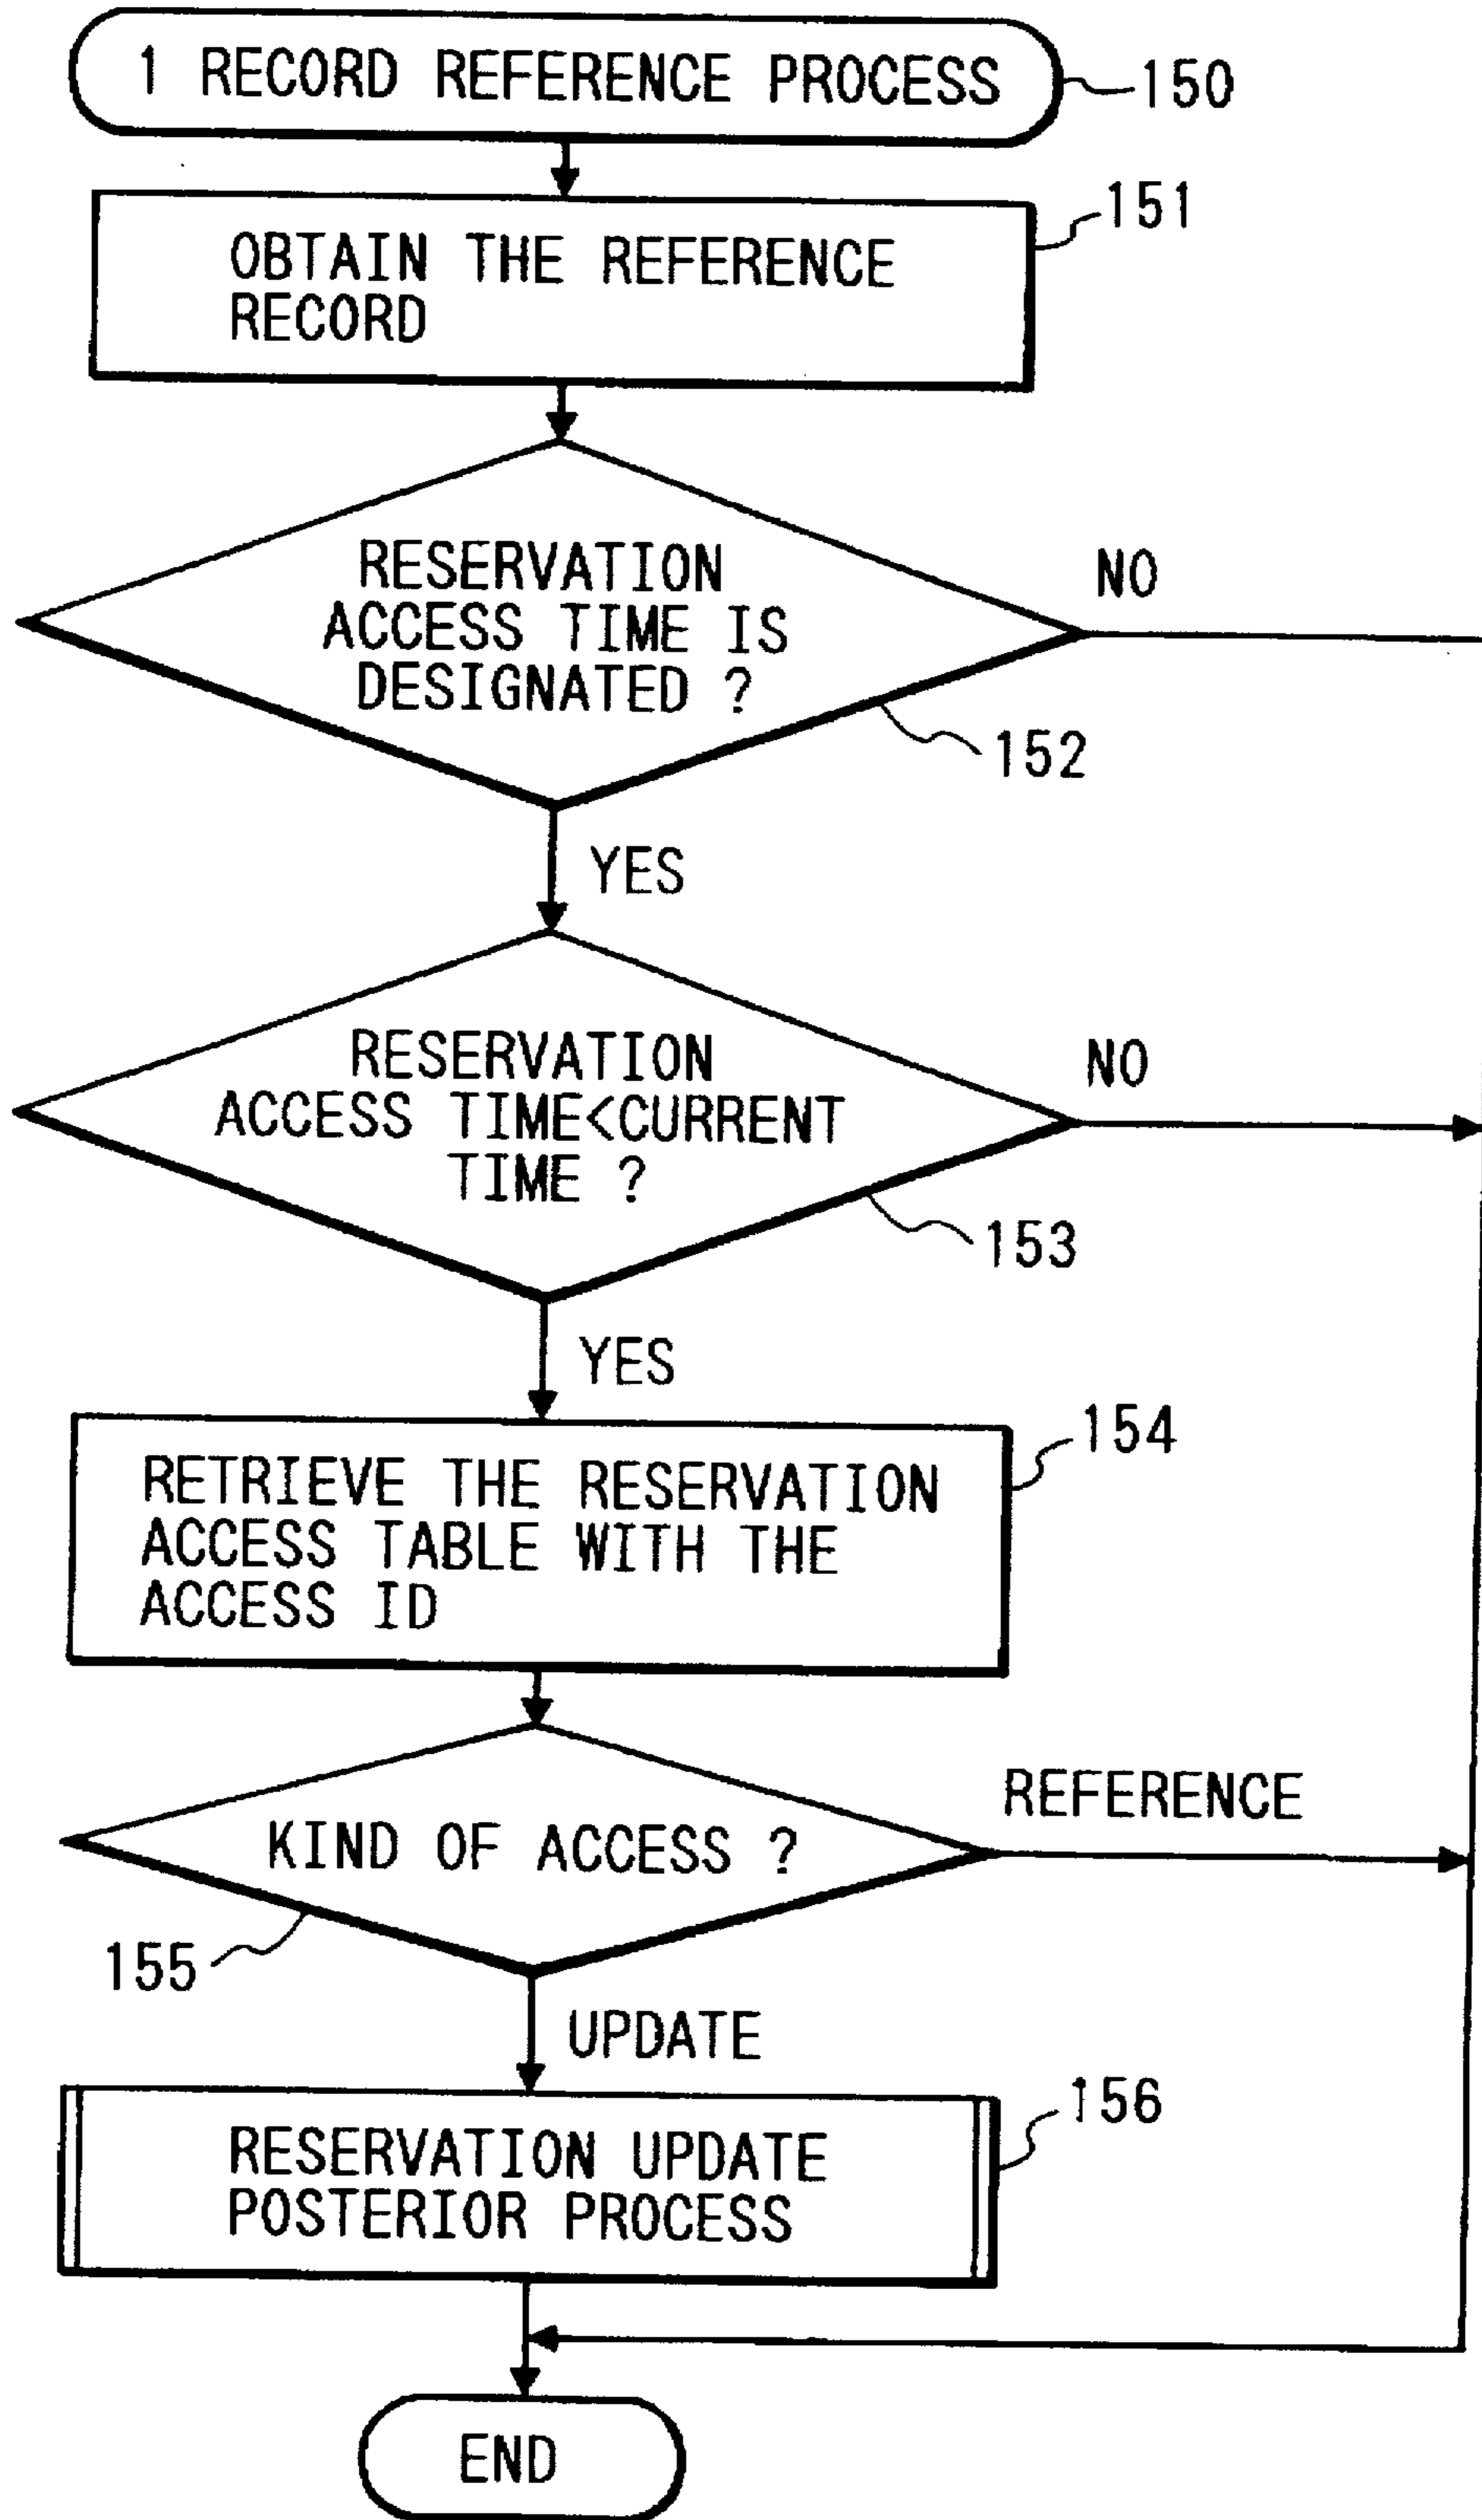 1 RECORD REFERENCE PROCESS
150
151
OBTAIN THE REFERENCE
RECORD
RESERVATION
ACCESS TIME IS
DESIGNATED ?
NO
152
YES
RESERVATION
ACCESS TIME<CURRENT
TIME ?
NO
153
YES
154
RETRIEVE THE RESERVATION
ACCESS TABLE WITH THE
ACCESS ID
REFERENCE
KIND OF ACCESS ?
155
UPDATE
156
RESERVATION UPDATE
POSTERIOR PROCESS
END